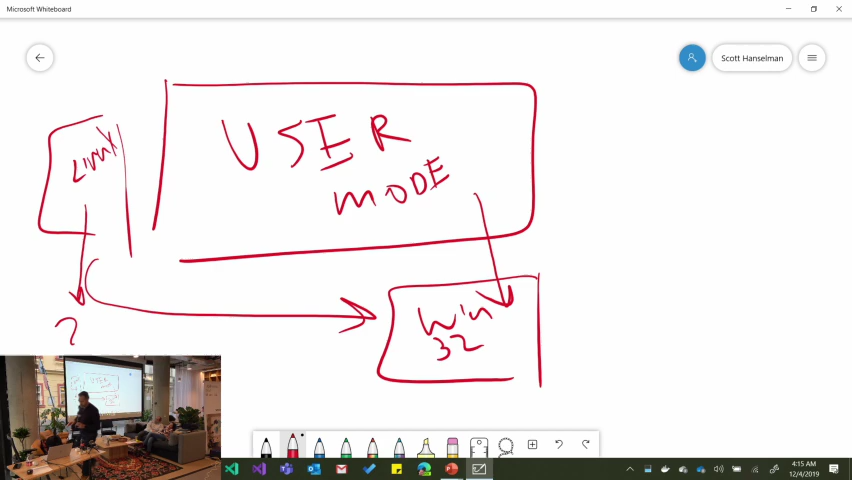 Microsoft Whiteboard
Scott Hanselman
USER
MODE
Linux
Win
32
?
4:15 AM
12/4/2019